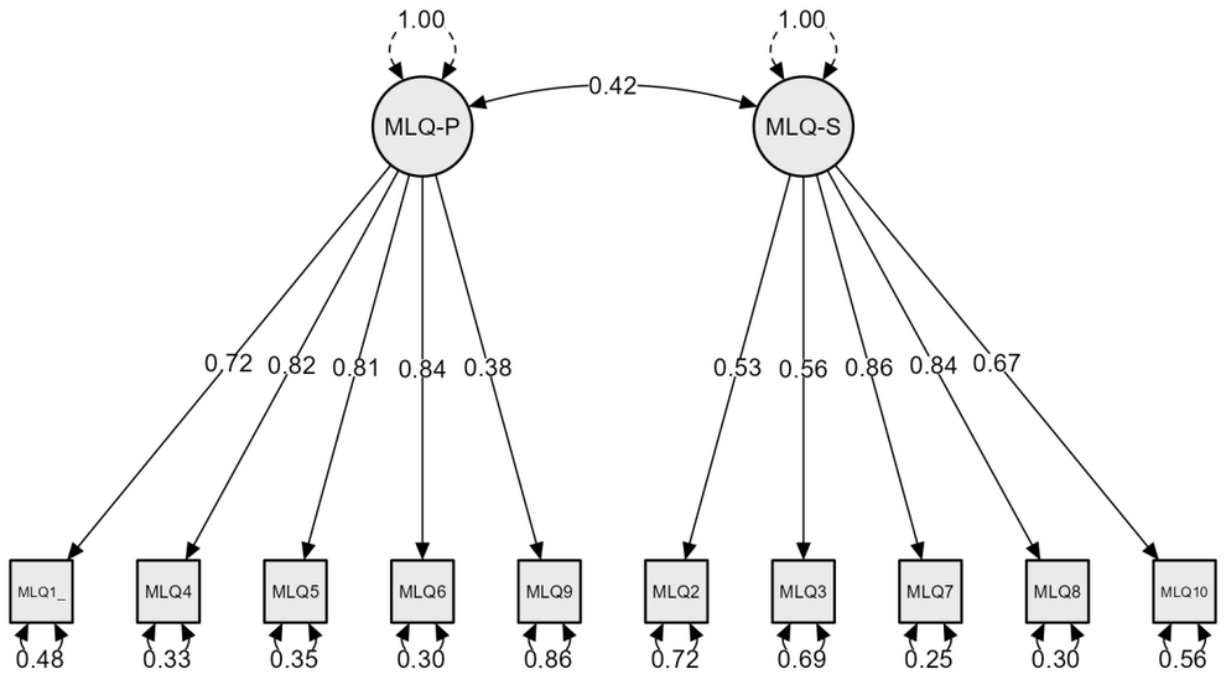 1.00 1.00
0.42
MLQ-P MLQ-S
0.72 0.82 0.81 0.84 0.38 0.53 0.56 0.86 0.84 0.67
MLQ1_ MLQ4 MLQ5 MLQ6 MLQ9 MLQ2 MLQ3 MLQ7 MLQ8 MLQ10
0.48 0.33 0.35 0.30 0.86 0.72 0.69 0.25 0.30 0.56